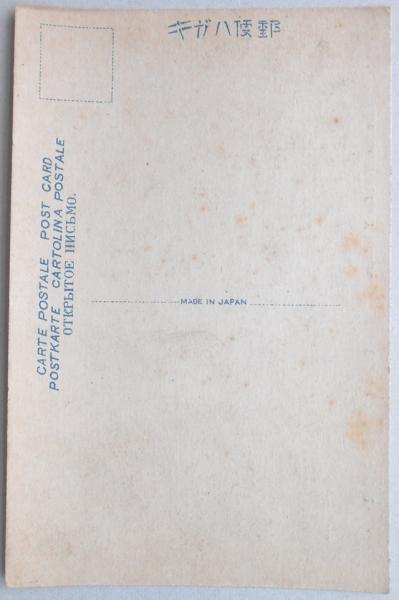 キガハ便郵
CARTE POSTALE POST CARD
POSTKARTE CARTOLINA POSTALE
ОТКРЫТОЕ ПИСЬМО.
MADE IN JAPAN